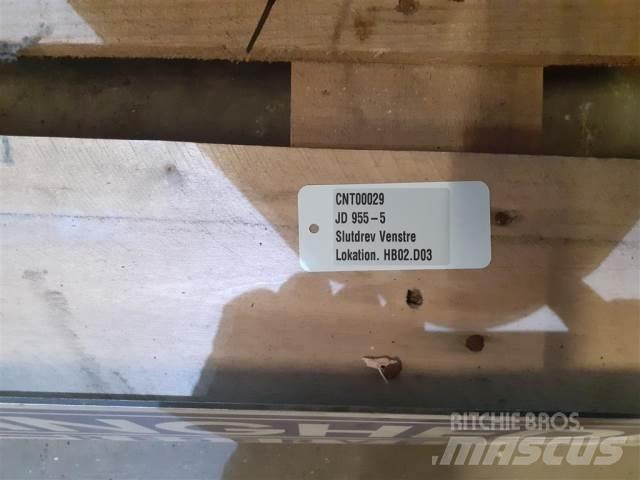 CNT00029
JD 955-5
Slutdrev Venstre
Lokation. HB02.D03
RITCHIE BROS.
MASCUS